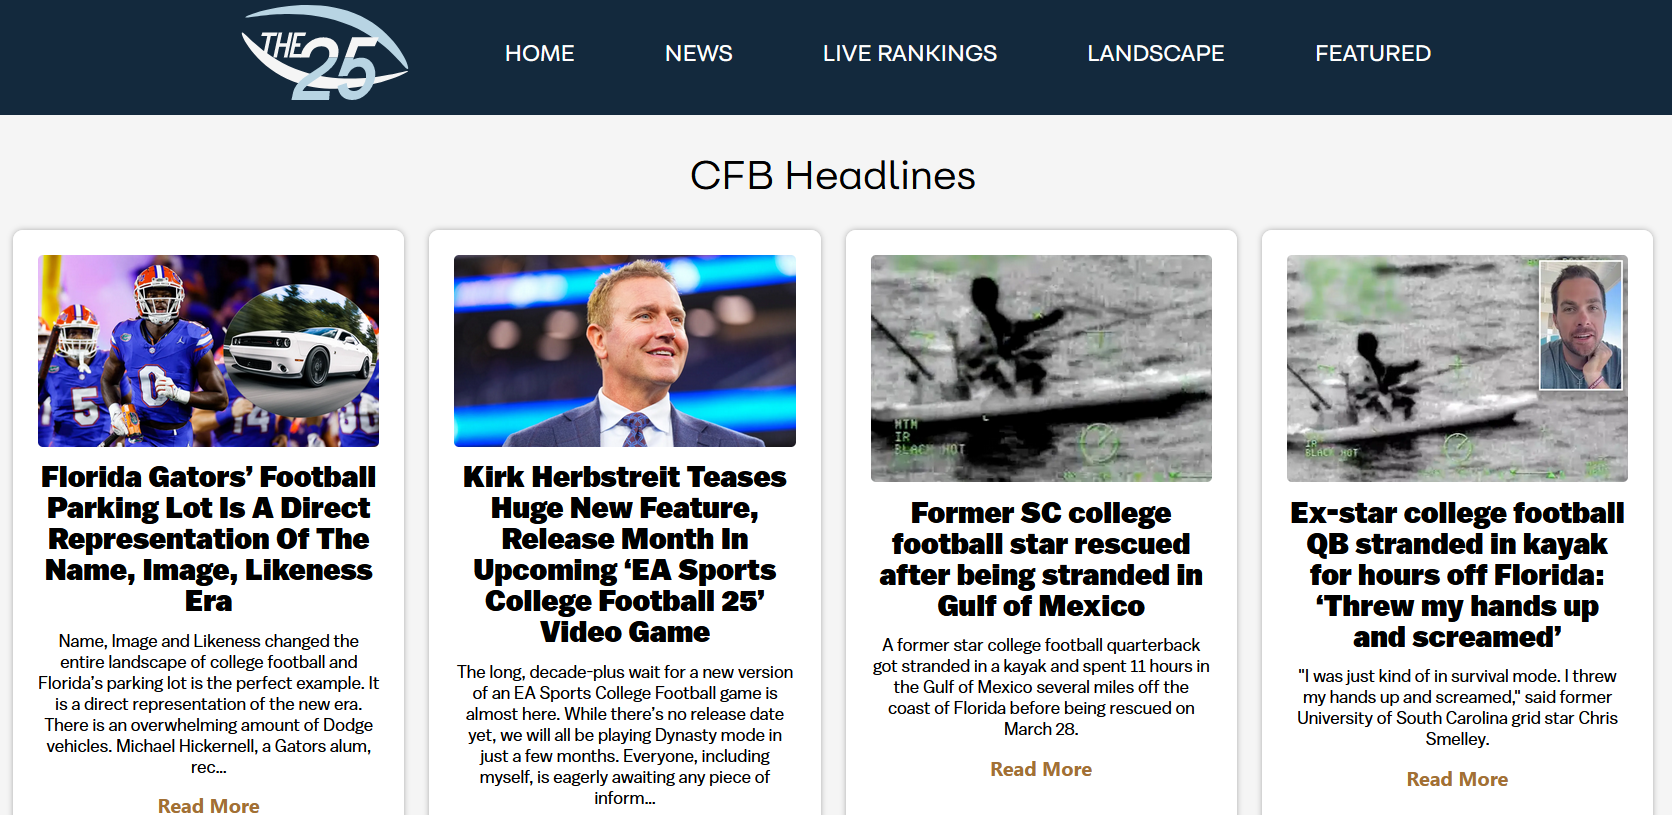 THE
25
HOME
NEWS
LIVE RANKINGS
LANDSCAPE
FEATURED
CFB Headlines
5
0
14
Florida Gators’ Football
Parking Lot Is A Direct
Representation Of The
Name, Image, Likeness
Era
Name, Image and Likeness changed the
entire landscape of college football and
Florida’s parking lot is the perfect example. It
is a direct representation of the new era.
There is an overwhelming amount of Dodge
vehicles. Michael Hickernell, a Gators alum,
rec...
Read More
Kirk Herbstreit Teases
Huge New Feature,
Release Month In
Upcoming ‘EA Sports
College Football 25’
Video Game
The long, decade-plus wait for a new version
of an EA Sports College Football game is
almost here. While there’s no release date
yet, we will all be playing Dynasty mode in
just a few months. Everyone, including
myself, is eagerly awaiting any piece of
inform...
MTM
IR
BLACK HOT
Former SC college
football star rescued
after being stranded in
Gulf of Mexico
A former star college football quarterback
got stranded in a kayak and spent 11 hours in
the Gulf of Mexico several miles off the
coast of Florida before being rescued on
March 28.
Read More
IR
BLACK HOT
Ex-star college football
QB stranded in kayak
for hours off Florida:
‘Threw my hands up
and screamed’
"I was just kind of in survival mode. I threw
my hands up and screamed," said former
University of South Carolina grid star Chris
Smelley.
Read More